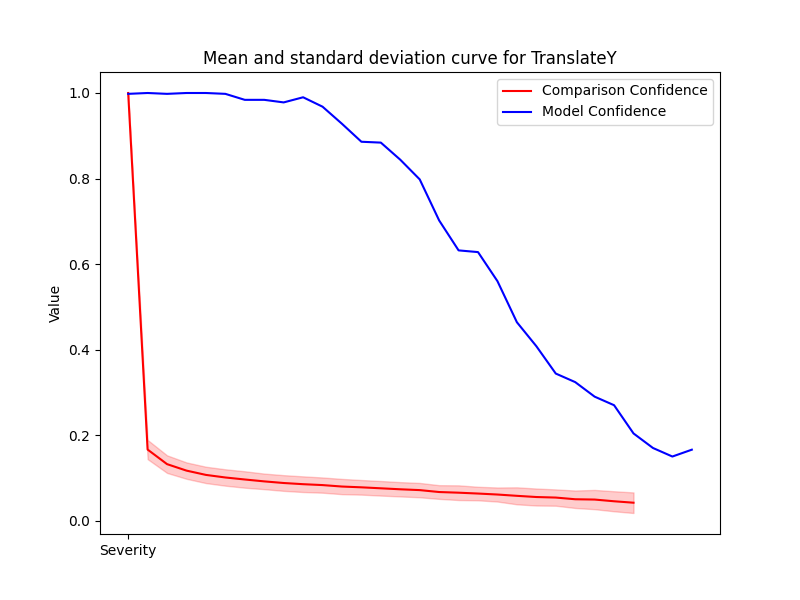 Mean and standard deviation curve for TranslateY
Comparison Confidence
Model Confidence
1.0
0.8
0.6
0.4
0.2
0.0
Value
Severity